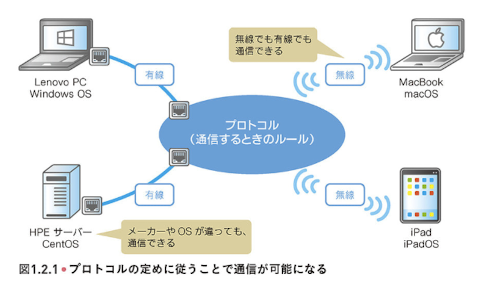 無線でも有線でも
通信できる
有線
無線
Lenovo PC
Windows OS
MacBook
macOS
プロトコル
（通信するときのルール）
有線
無線
HPE サーバー
CentOS
メーカーやOSが違っても、
通信できる
iPad
iPadOS
図1.2.1●プロトコルの定めに従うことで通信が可能になる